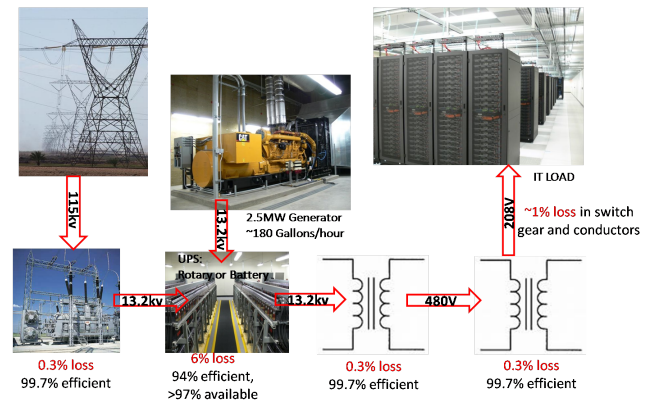 115kv
CAT
2.5MW Generator
~180 Gallons/hour
13.2kv
IT LOAD
208V
~1% loss in switch
gear and conductors
UPS:
Rotary or Battery
13.2kv
13.2kv
480V
0.3% loss
99.7% efficient
6% loss
94% efficient,
>97% available
0.3% loss
99.7% efficient
0.3% loss
99.7% efficient